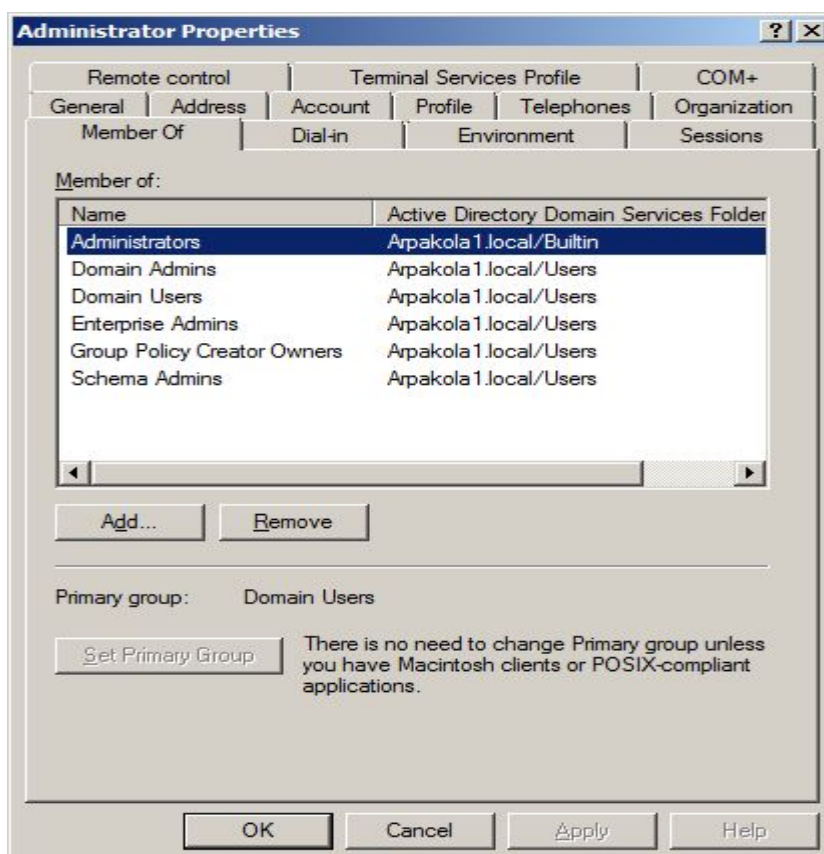 Administrator Properties
Remote control Terminal Services Profile COM+
General Address Account Profile Telephones Organization
Member Of Dial-in Environment Sessions
Member of:
Name Active Directory Domain Services Folder
Administrators Arpakola1.local/Builtin
Domain Admins Arpakola1.local/Users
Domain Users Arpakola1.local/Users
Enterprise Admins Arpakola1.local/Users
Group Policy Creator Owners Arpakola1.local/Users
Schema Admins Arpakola1.local/Users
Add... Remove
Primary group: Domain Users
Set Primary Group
There is no need to change Primary group unless
you have Macintosh clients or POSIX-compliant
applications.
OK Cancel Apply Help